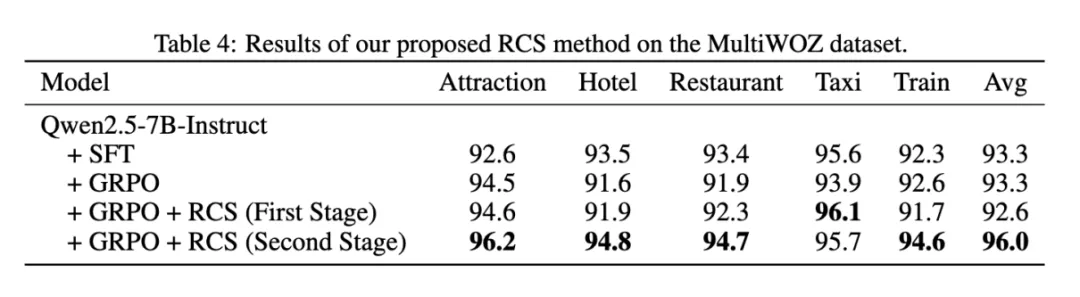 Table 4: Results of our proposed RCS method on the MultiWOZ dataset.
Model Attraction Hotel Restaurant Taxi Train Avg
Qwen2.5-7B-Instruct
+ SFT 92.6 93.5 93.4 95.6 92.3 93.3
+ GRPO 94.5 91.6 91.9 93.9 92.6 93.3
+ GRPO + RCS (First Stage) 94.6 91.9 92.3 96.1 91.7 92.6
+ GRPO + RCS (Second Stage) 96.2 94.8 94.7 95.7 94.6 96.0